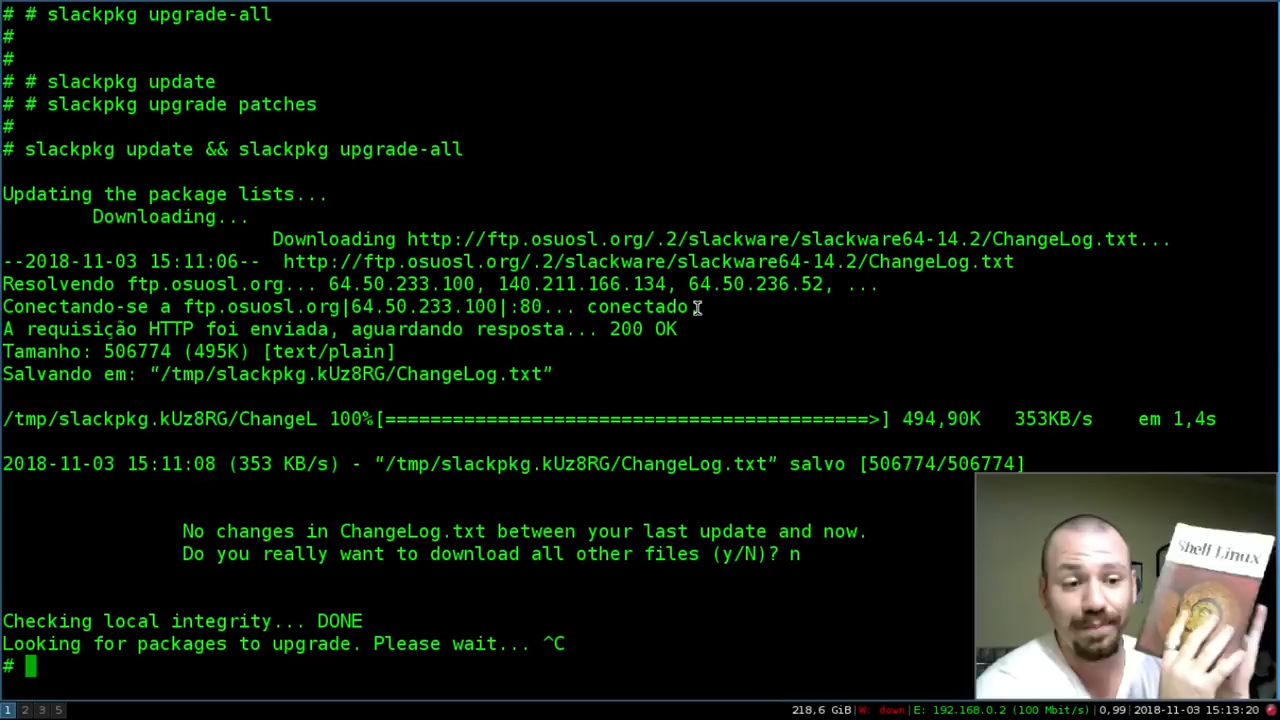 # # slackpkg upgrade-all
#
#
# # slackpkg update
# # slackpkg upgrade patches
#
# slackpkg update && slackpkg upgrade-all
Updating the package lists...
Downloading...
Downloading http://ftp.osuosl.org/.2/slackware/slackware64-14.2/ChangeLog.txt...
--2018-11-03 15:11:06--  http://ftp.osuosl.org/.2/slackware/slackware64-14.2/ChangeLog.txt
Resolvendo ftp.osuosl.org... 64.50.233.100, 140.211.166.134, 64.50.236.52, ...
Conectando-se a ftp.osuosl.org|64.50.233.100|:80... conectado.
A requisição HTTP foi enviada, aguardando resposta... 200 OK
Tamanho: 506774 (495K) [text/plain]
Salvando em: “/tmp/slackpkg.kUz8RG/ChangeLog.txt”
/tmp/slackpkg.kUz8RG/ChangeL 100%[===========================================>] 494,90K   353KB/s    em 1,4s
2018-11-03 15:11:08 (353 KB/s) - “/tmp/slackpkg.kUz8RG/ChangeLog.txt” salvo [506774/506774]
No changes in ChangeLog.txt between your last update and now.
Do you really want to download all other files (y/N)? n
Checking local integrity... DONE
Looking for packages to upgrade. Please wait... ^C
#
Shell Linux
1 2 3 5
218,6 GiB|W: down|E: 192.168.0.2 (100 Mbit/s)|0,99|2018-11-03 15:13:20